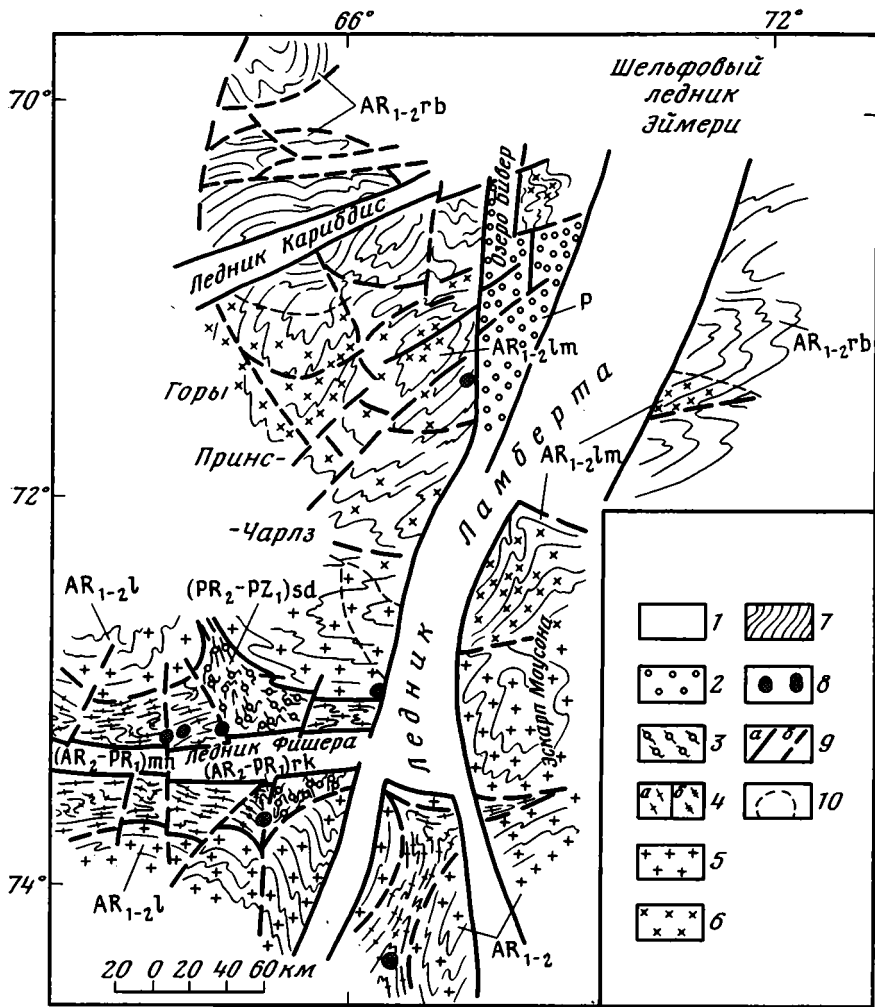 66°
72°
70°
Шельфовый
ледник
Эймери
AR₁₋₂rb
Озеро Бивер
Ледник Карибдис
P
AR₁₋₂lm
AR₁₋₂rb
Горы
Принс-
-Чарлз
Ледник Ламберта
72°
AR₁₋₂lm
AR₁₋₂l
(PR₂-PZ₁)sd
эскарп Моусона
Ледник Фишера
(AR₂-PR₁)mn
(AR₂-PR₁)rk
74°
AR₁₋₂l
AR₁₋₂
20 0 20 40 60 км
1
2
3
а б 4
5
6
7
8
а б 9
10